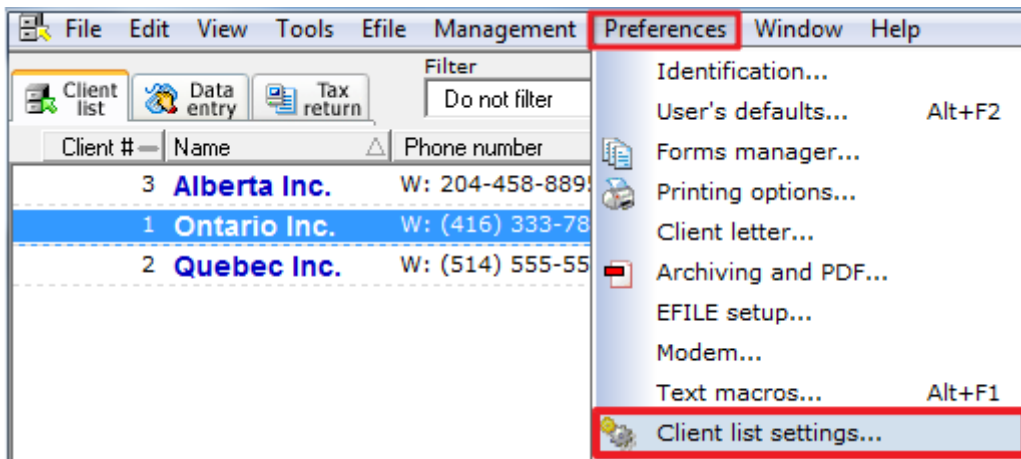 File Edit View Tools Efile Management Preferences Window Help
Client list
Data entry
Tax return
Filter
Do not filter
Client # Name Phone number
3 Alberta Inc. W: 204-458-889
1 Ontario Inc. W: (416) 333-78
2 Quebec Inc. W: (514) 555-55
Identification...
User's defaults... Alt+F2
Forms manager...
Printing options...
Client letter...
Archiving and PDF...
EFILE setup...
Modem...
Text macros... Alt+F1
Client list settings...